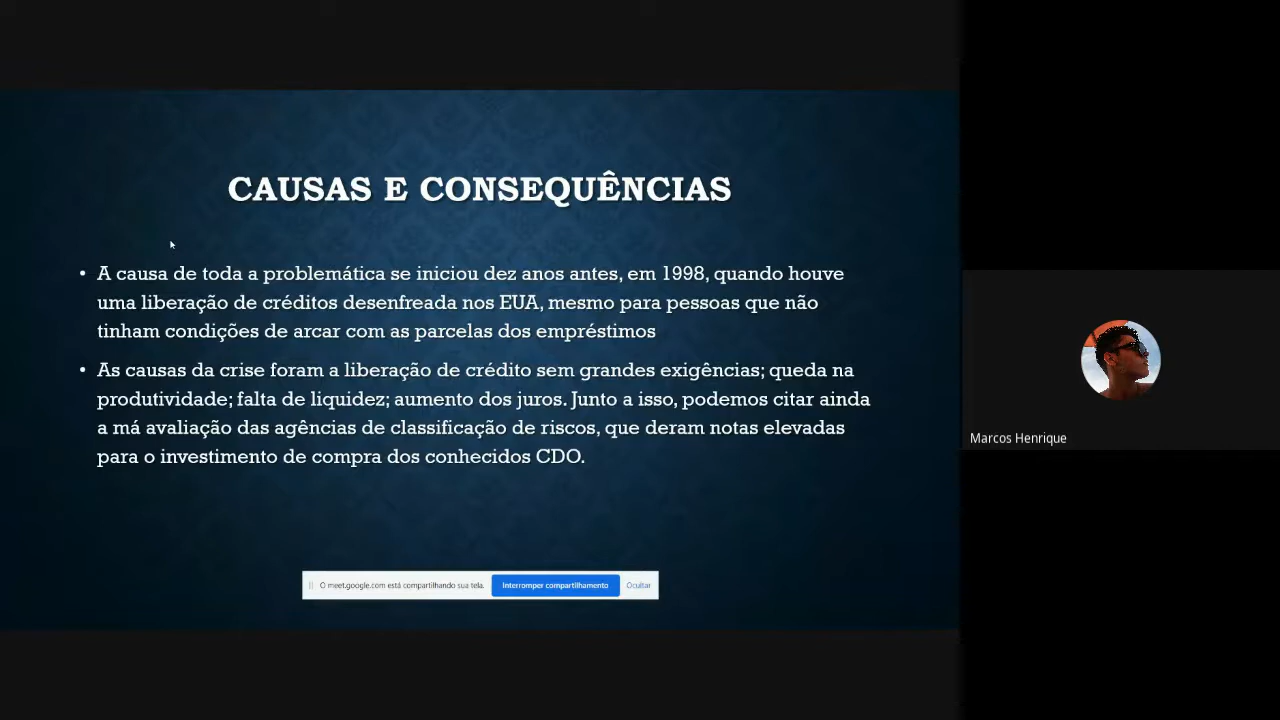 CAUSAS E CONSEQUÊNCIAS
• A causa de toda a problemática se iniciou dez anos antes, em 1998, quando houve
uma liberação de créditos desenfreada nos EUA, mesmo para pessoas que não
tinham condições de arcar com as parcelas dos empréstimos
• As causas da crise foram a liberação de crédito sem grandes exigências; queda na
produtividade; falta de liquidez; aumento dos juros. Junto a isso, podemos citar ainda
a má avaliação das agências de classificação de riscos, que deram notas elevadas
para o investimento de compra dos conhecidos CDO.
Marcos Henrique
O meet.google.com está compartilhando sua tela. Interromper compartilhamento Ocultar